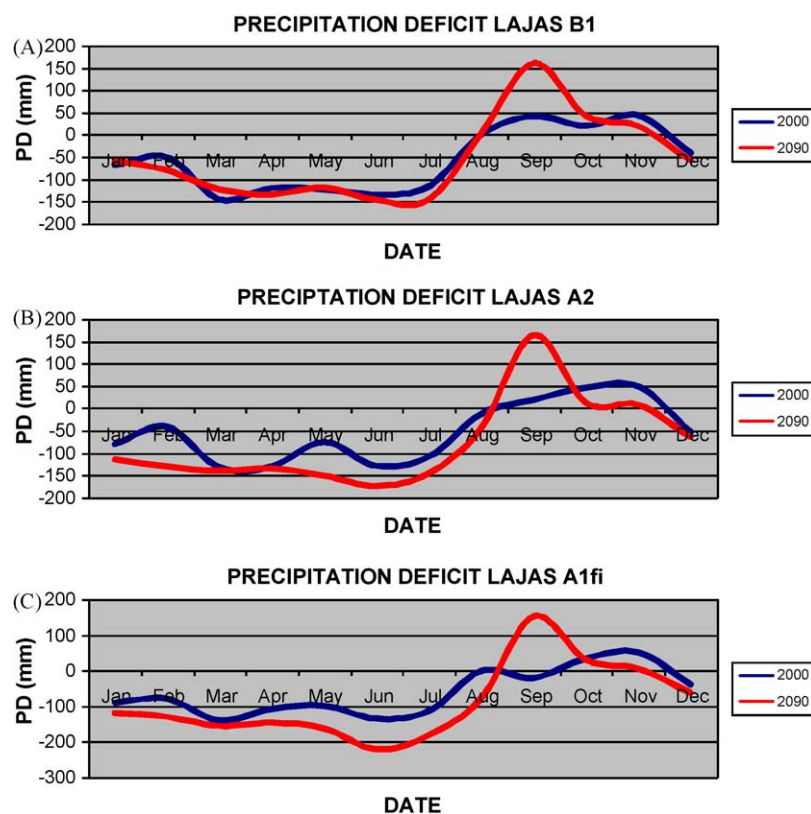 (A)
PRECIPITATION DEFICIT LAJAS B1
PD (mm)
200
150
100
50
0
-50
-100
-150
-200
Jan Feb Mar Apr May Jun Jul Aug Sep Oct Nov Dec
DATE
2000
2090
(B)
PRECIPTATION DEFICIT LAJAS A2
PD (mm)
200
150
100
50
0
-50
-100
-150
-200
Jan Feb Mar Apr May Jun Jul Aug Sep Oct Nov Dec
DATE
2000
2090
(C)
PRECIPITATION DEFICIT LAJAS A1fi
PD (mm)
200
100
0
-100
-200
-300
Jan Feb Mar Apr May Jun Jul Aug Sep Oct Nov Dec
DATE
2000
2090